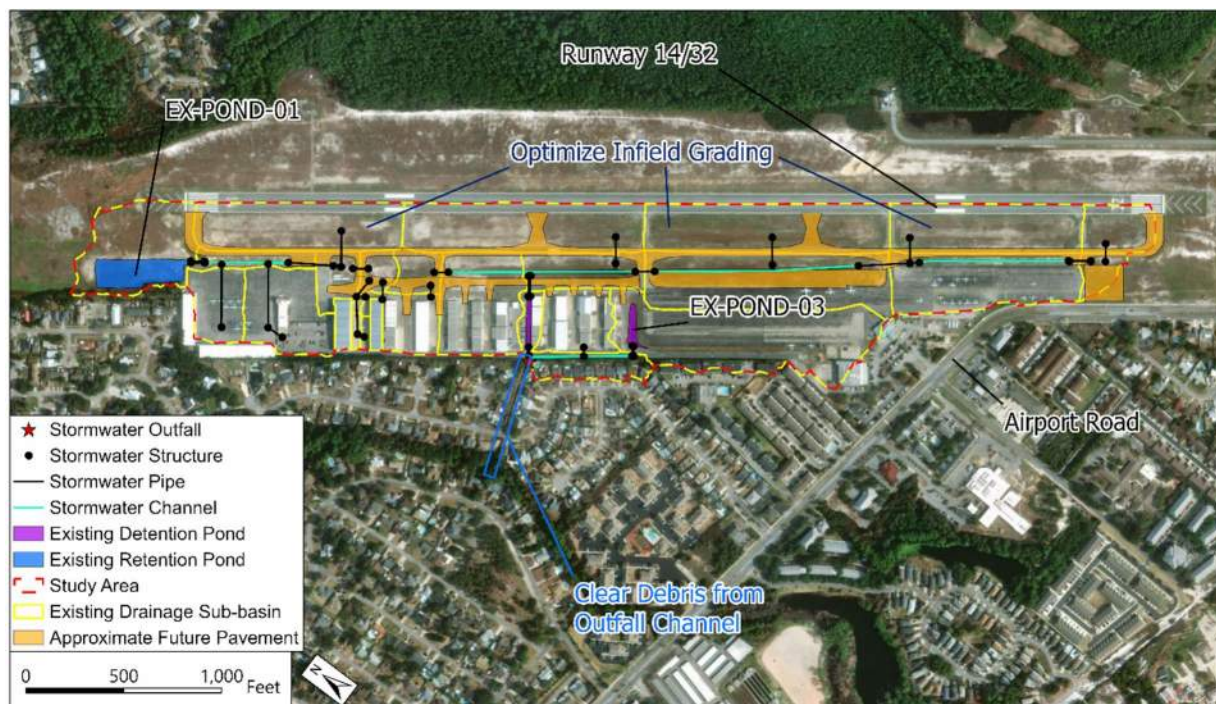 Runway 14/32
EX-POND-01
Optimize Infield Grading
EX-POND-03
Airport Road
Stormwater Outfall
Stormwater Structure
Stormwater Pipe
Stormwater Channel
Existing Detention Pond
Existing Retention Pond
Study Area
Existing Drainage Sub-basin
Approximate Future Pavement
Clear Debris from
Outfall Channel
0 500 1,000
Feet
N